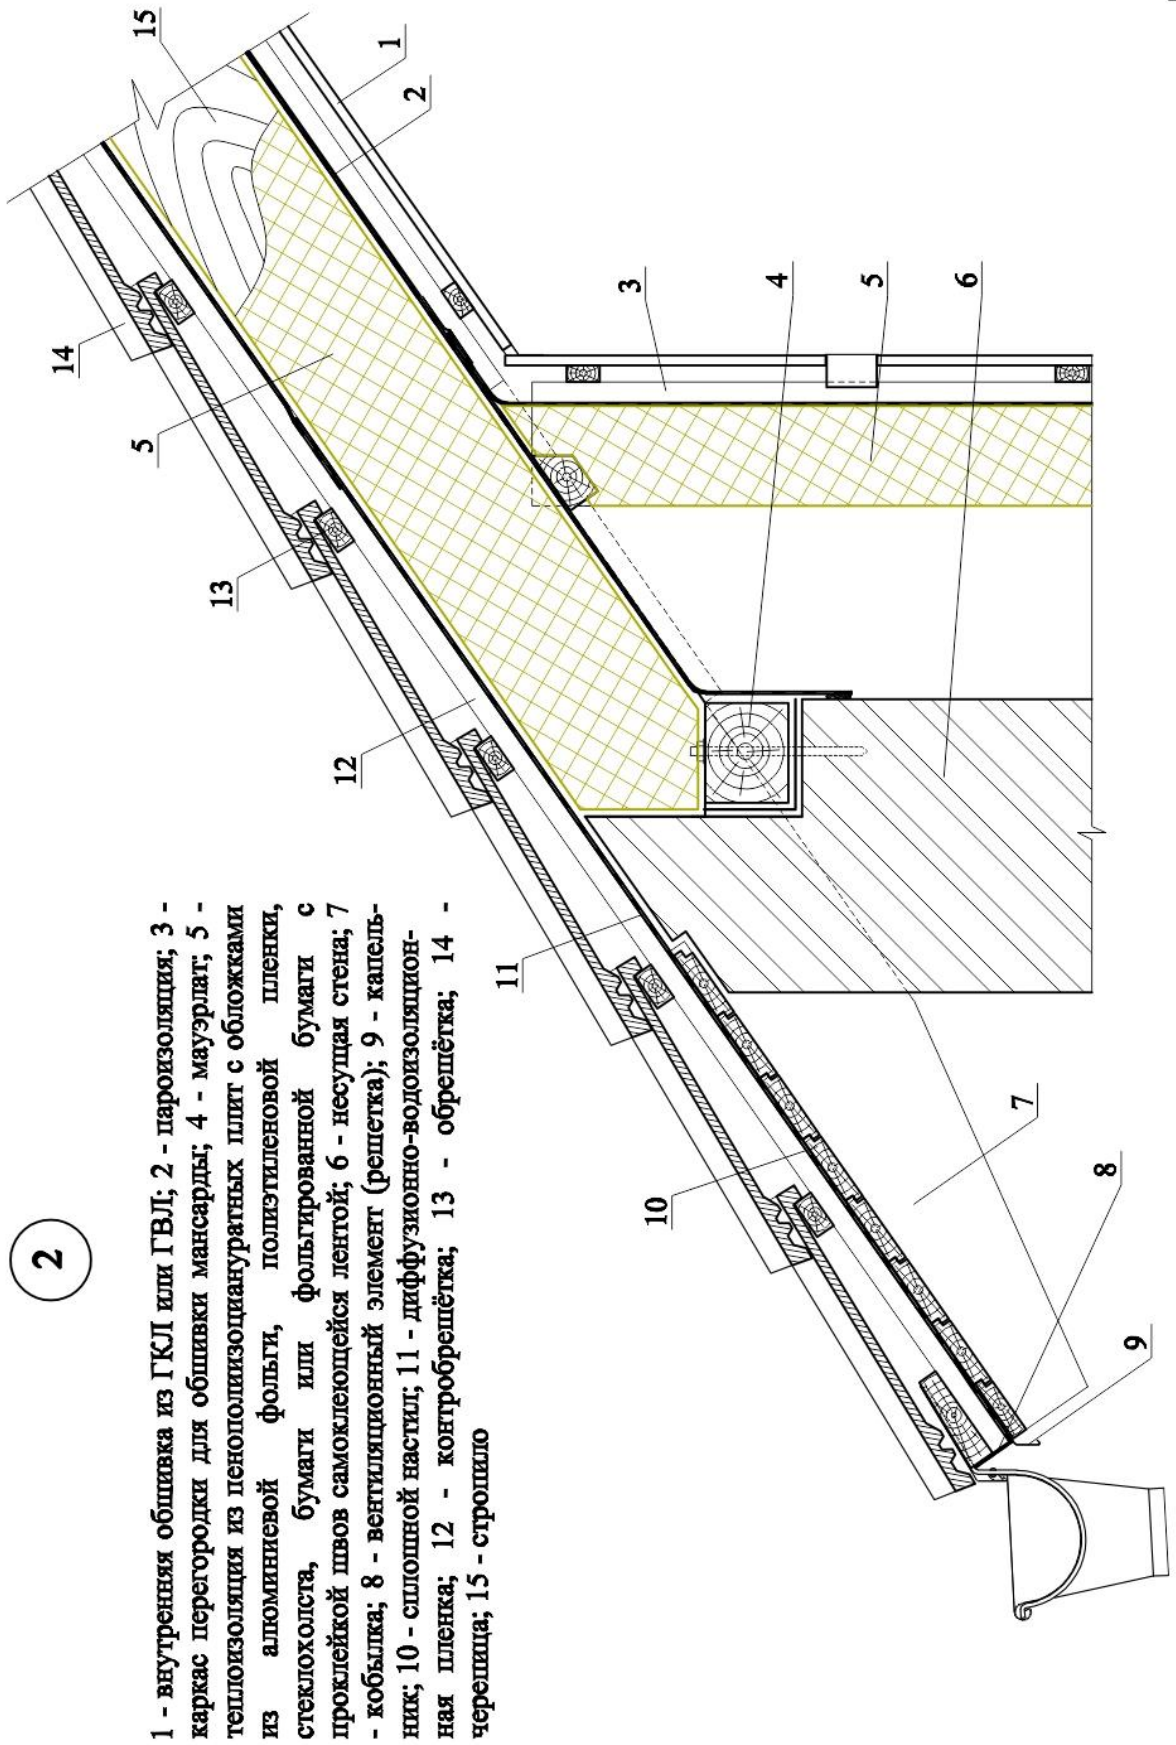 2
1 - внутренняя обшивка из ГКЛ или ГВЛ; 2 - пароизоляция; 3 -
каркас перегородки для обшивки мансарды; 4 - мауэрлат; 5 -
теплоизоляция из пенополизоциануратных плит с обложками
из алюминиевой фольги, полиэтиленовой пленки,
стеклохолста, бумаги или фольгированной бумаги с
проклейкой швов самоклеющейся лентой; 6 - несущая стена; 7
- кобылка; 8 - вентиляционный элемент (решетка); 9 - капель-
ник; 10 - сплошной настил; 11 - диффузионно-водоизоляцион-
ная пленка; 12 - контробрешётка; 13 - обрешётка; 14 -
черепица; 15 - стропило
15
14
1
2
5
13
3
4
5
6
12
11
10
7
8
9